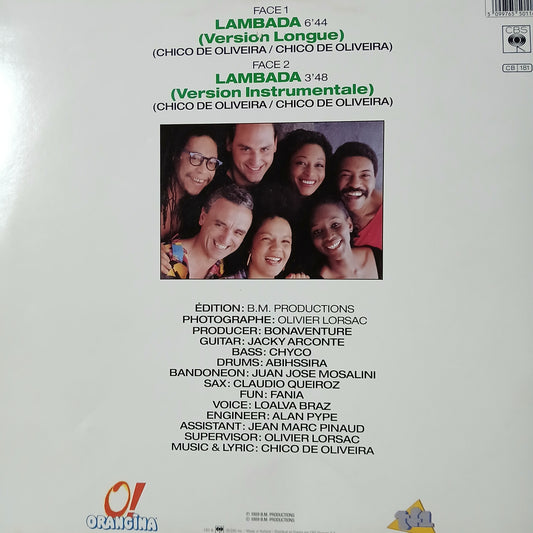 FACE 1
LAMBADA 6'44
(Version Longue)
(CHICO DE OLIVEIRA / CHICO DE OLIVEIRA)
FACE 2
LAMBADA 3'48
(Version Instrumentale)
(CHICO DE OLIVEIRA / CHICO DE OLIVEIRA)
CBS
CB 181
ÉDITION: B.M. PRODUCTIONS
PHOTOGRAPHE: OLIVIER LORSAC
PRODUCER: BONAVENTURE
GUITAR: JACKY ARCONTE
BASS: CHYCO
DRUMS: ABIHSSIRA
BANDONEON: JUAN JOSE MOSALINI
SAX: CLAUDIO QUEIROZ
FUN: FANIA
VOICE: LOALVA BRAZ
ENGINEER: ALAN PYPE
ASSISTANT: JEAN MARC PINAUD
SUPERVISOR: OLIVIER LORSAC
MUSIC & LYRIC: CHICO DE OLIVEIRA
O!
ORANGINA
℗ 1989 B.M. PRODUCTIONS
© 1989 B.M. PRODUCTIONS
tf1